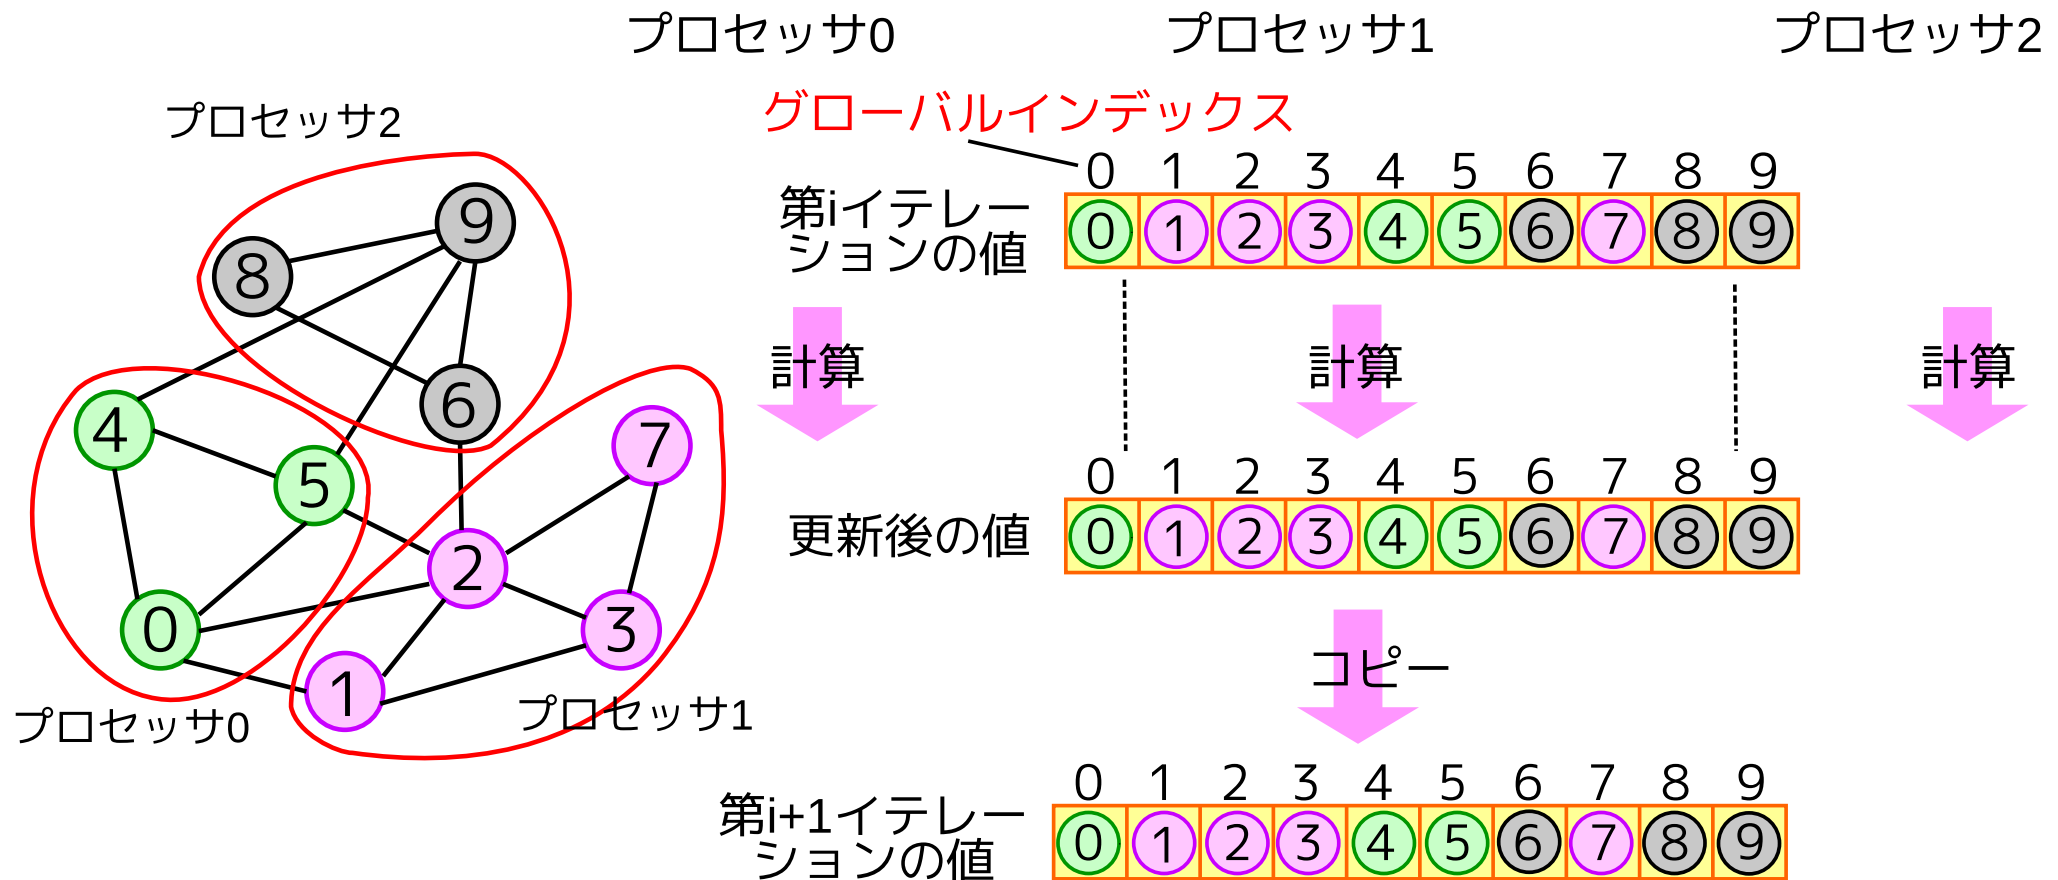 プロセッサ0
プロセッサ1
プロセッサ2
プロセッサ2
9
8
6
4
5
7
2
0
3
1
プロセッサ0
プロセッサ1
グローバルインデックス
0 1 2 3 4 5 6 7 8 9
第iイテレー
ションの値
0 1 2 3 4 5 6 7 8 9
計算
計算
計算
0 1 2 3 4 5 6 7 8 9
更新後の値
0 1 2 3 4 5 6 7 8 9
コピー
0 1 2 3 4 5 6 7 8 9
第i+1イテレー
ションの値
0 1 2 3 4 5 6 7 8 9